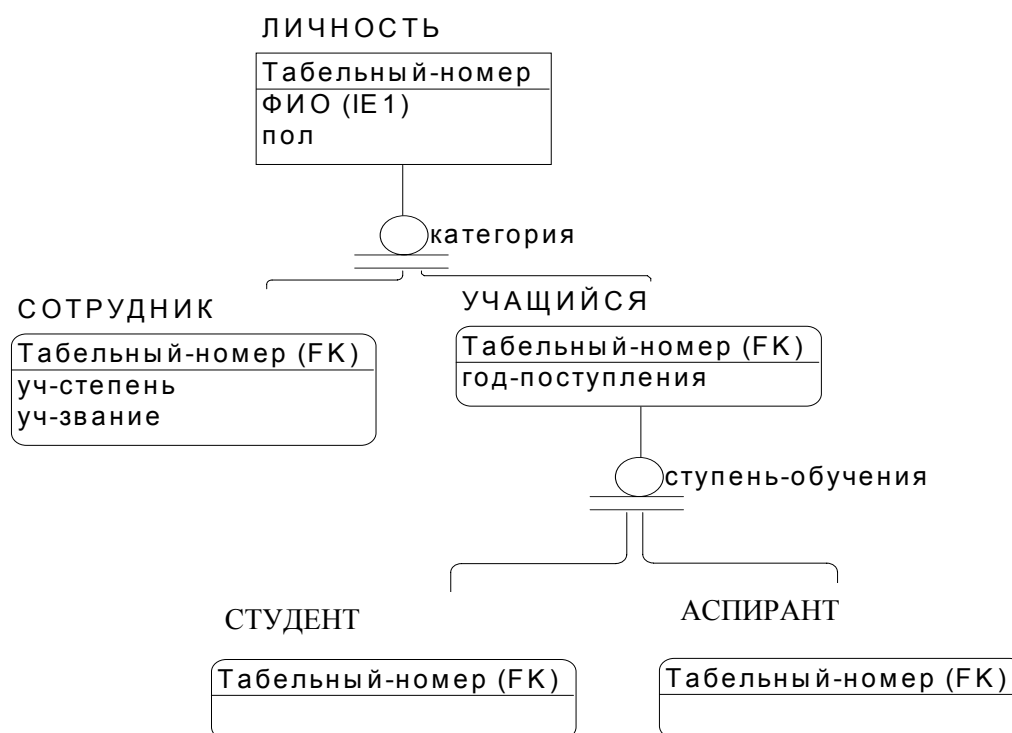 ЛИЧНОСТЬ
Табельный-номер
ФИО (IE1)
пол
категория
СОТРУДНИК
Табельный-номер (FK)
уч-степень
уч-звание
УЧАЩИЙСЯ
Табельный-номер (FK)
год-поступления
ступень-обучения
СТУДЕНТ
Табельный-номер (FK)
АСПИРАНТ
Табельный-номер (FK)